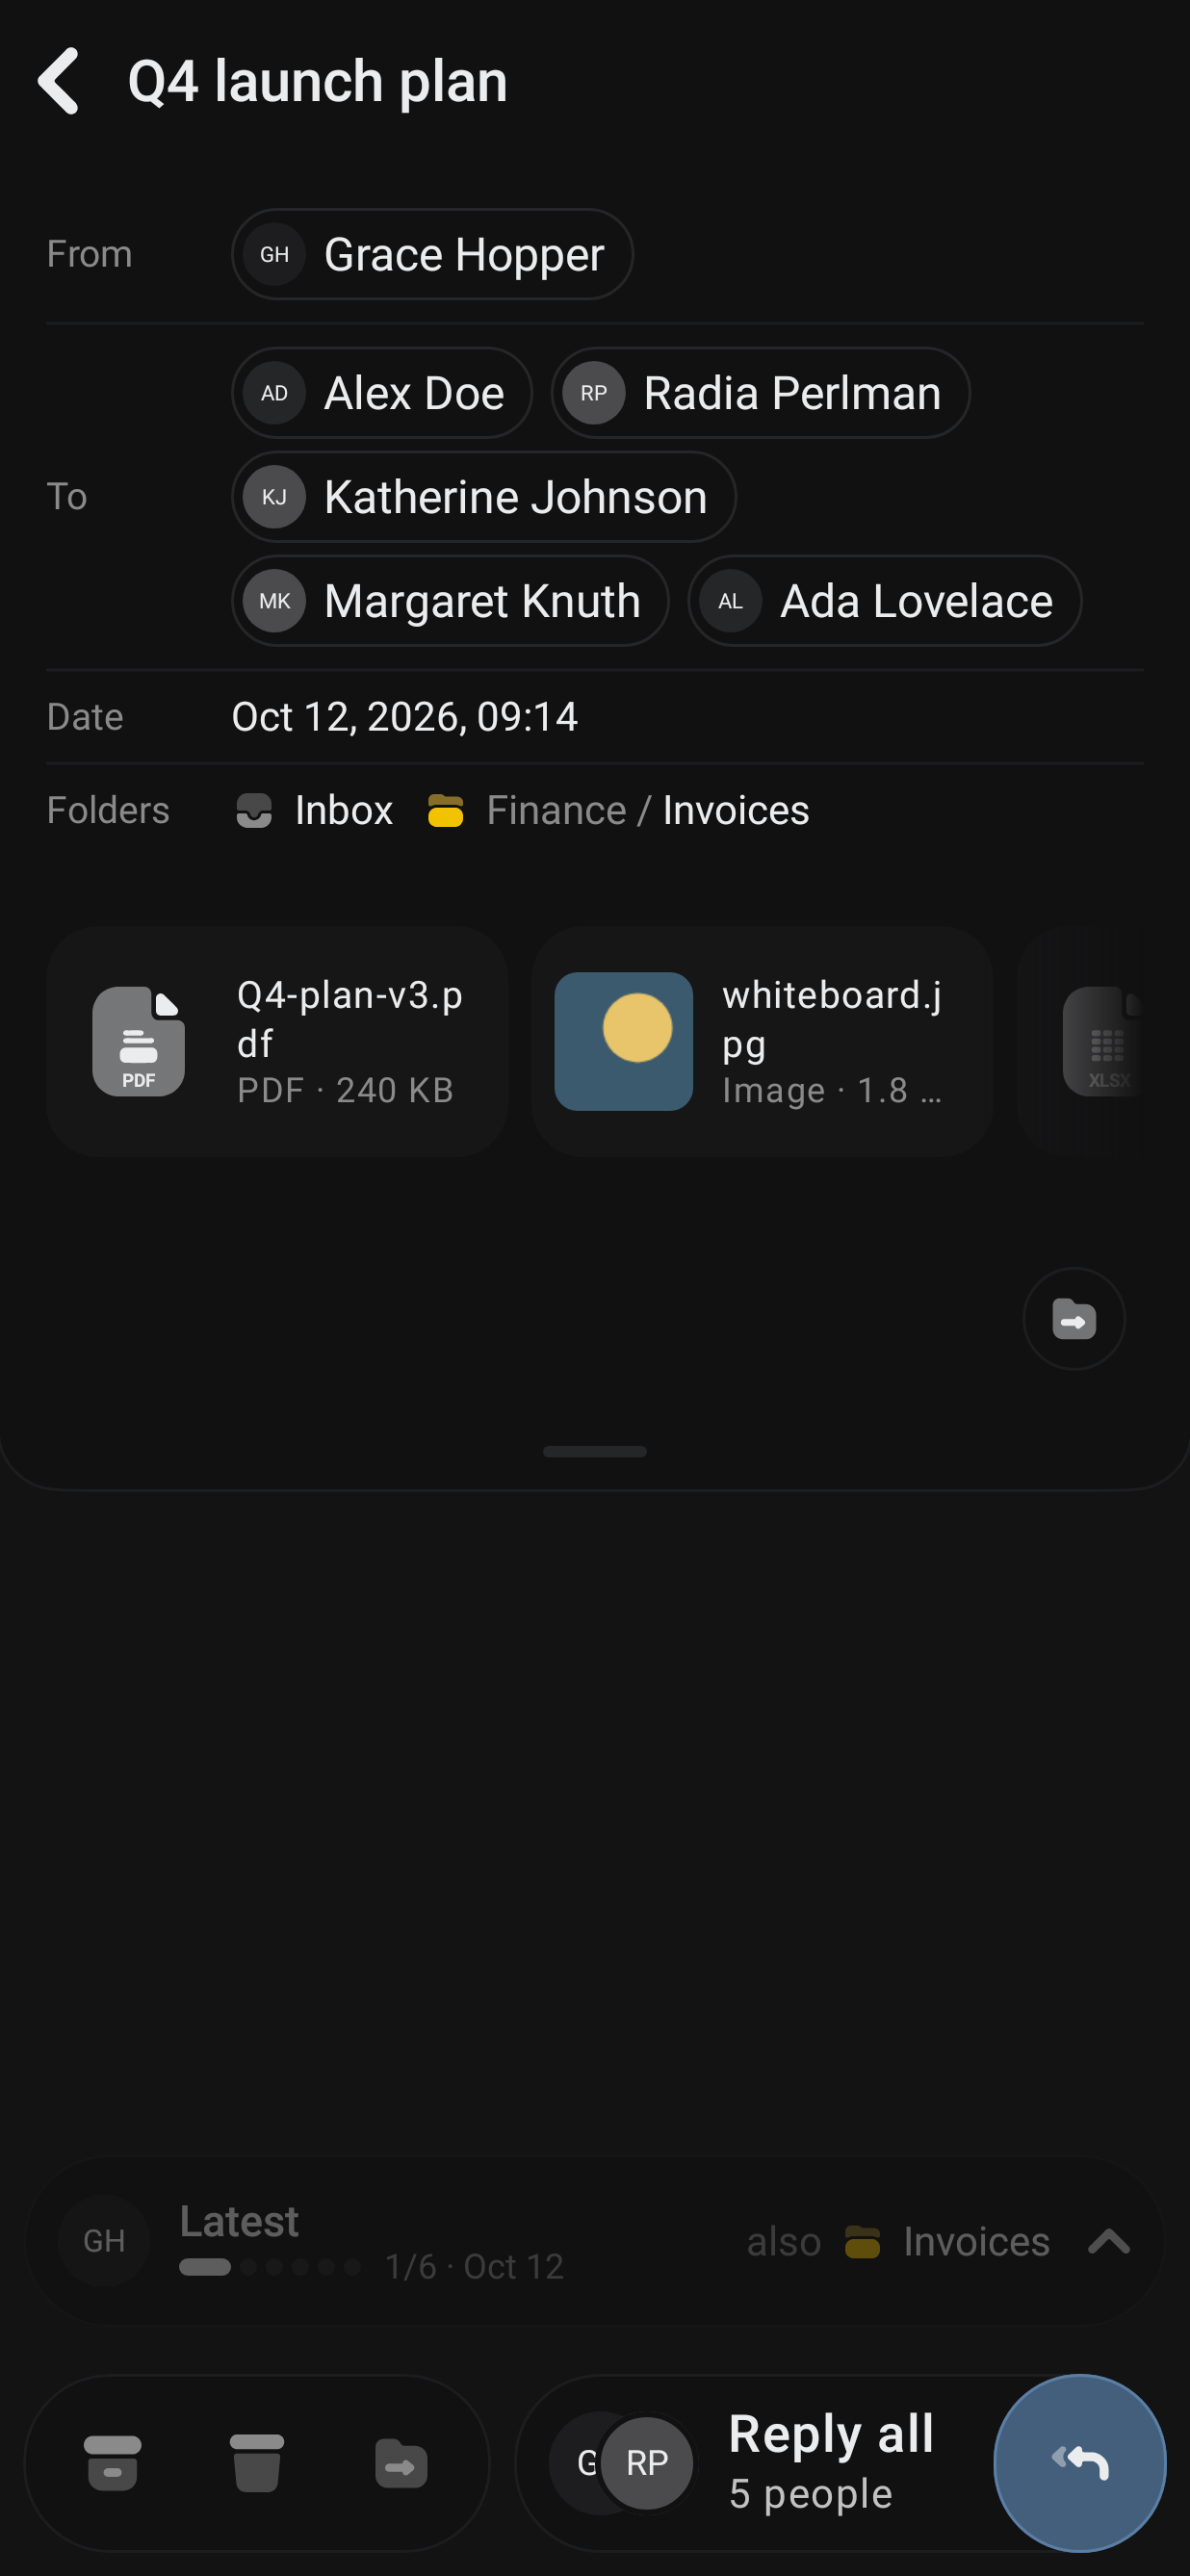 Q4 launch plan
From
GH Grace Hopper
AD Alex Doe RP Radia Perlman
To
KJ Katherine Johnson
MK Margaret Knuth AL Ada Lovelace
Date Oct 12, 2026, 09:14
Folders Inbox Finance / Invoices
Q4-plan-v3.p
df
PDF · 240 KB
PDF
whiteboard.j
pg
Image · 1.8 ...
XLSX
GH Latest
1/6 · Oct 12
also Invoices
G RP Reply all
5 people